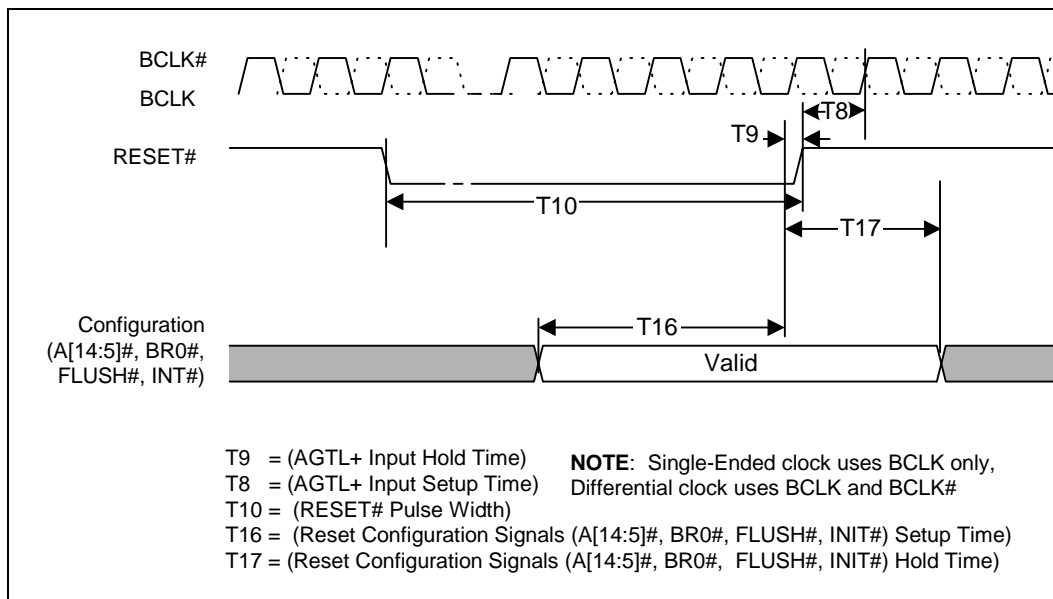 BCLK#
BCLK
T8
T9
RESET#
T10
T17
T16
Configuration
(A[14:5]#, BR0#,
FLUSH#, INT#)
Valid
T9 = (AGTL+ Input Hold Time)
T8 = (AGTL+ Input Setup Time)
T10 = (RESET# Pulse Width)
T16 = (Reset Configuration Signals (A[14:5]#, BR0#, FLUSH#, INIT#) Setup Time)
T17 = (Reset Configuration Signals (A[14:5]#, BR0#, FLUSH#, INIT#) Hold Time)
NOTE: Single-Ended clock uses BCLK only,
Differential clock uses BCLK and BCLK#